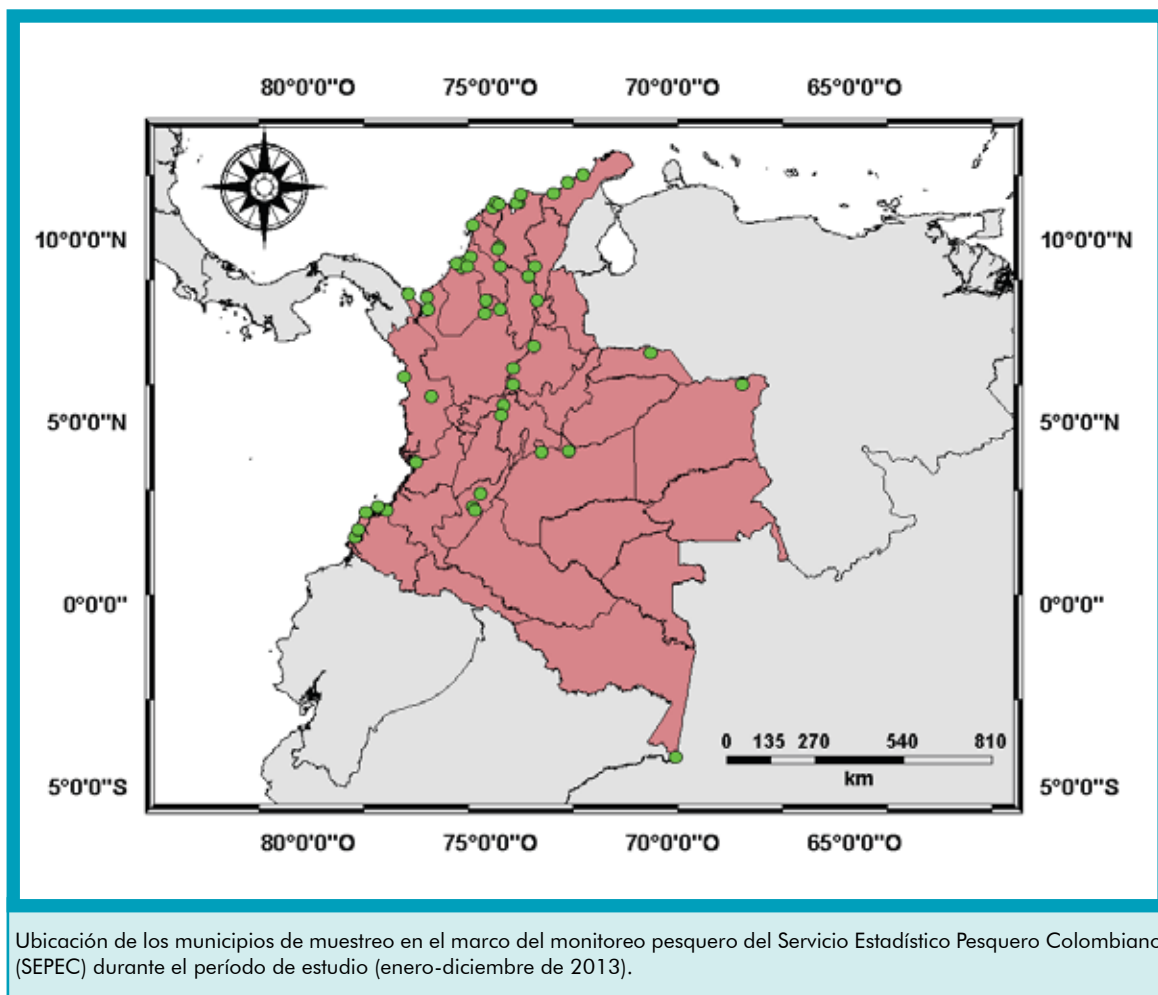 80°0'0"O 75°0'0"O 70°0'0"O 65°0'0"O
10°0'0"N 10°0'0"N
5°0'0"N 5°0'0"N
0°0'0" 0°0'0"
0 135 270 540 810
km
5°0'0"S 5°0'0"S
80°0'0"O 75°0'0"O 70°0'0"O 65°0'0"O
Ubicación de los municipios de muestreo en el marco del monitoreo pesquero del Servicio Estadístico Pesquero Colombiano
(SEPEC) durante el período de estudio (enero-diciembre de 2013).